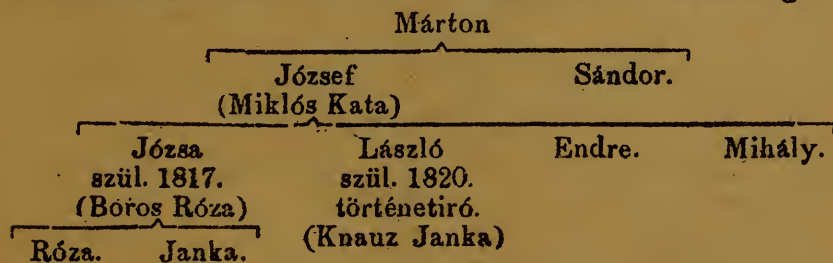 Márton
József Sándor.
(Miklós Kata)
Józsa László Endre. Mihály.
szül. 1817. szül. 1820.
(Boros Róza) történetiró.
Róza. Janka. (Knauz Janka)